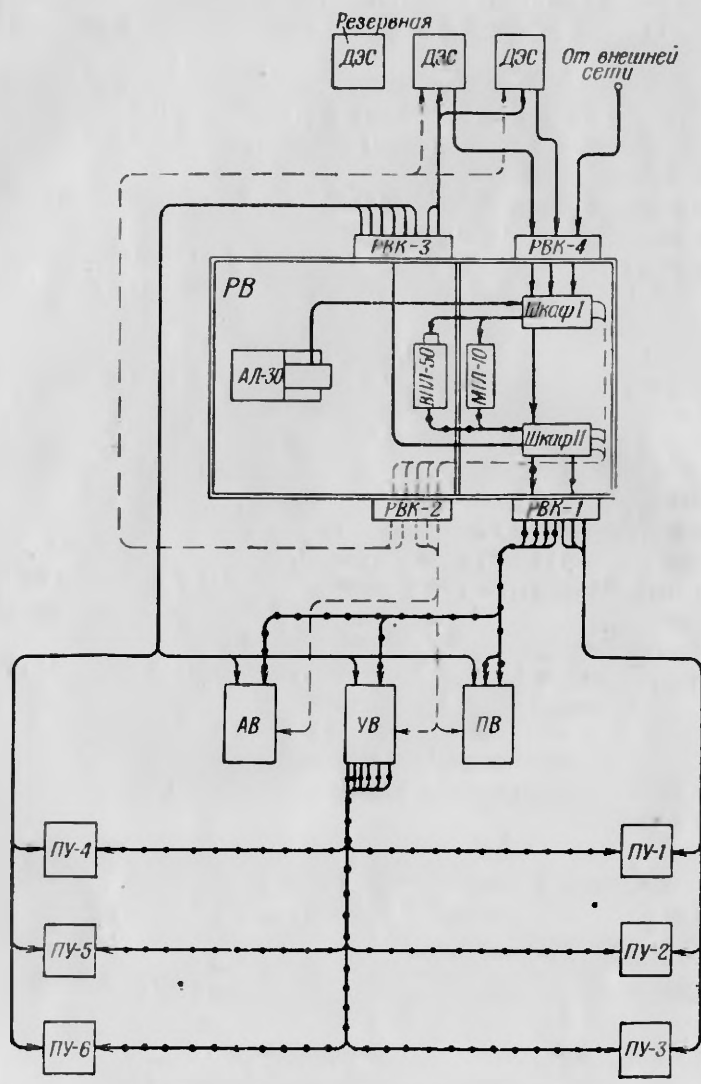 Резервная
ДЭС
ДЭС
ДЭС
От внешней
сети
РВК-3
РВК-4
РВ
Шкаф I
АЛ-30
ВПЛ-50
МГЛ-10
Шкаф II
РВК-2
РВК-1
АВ
УВ
ПВ
ПУ-4
ПУ-1
ПУ-5
ПУ-2
ПУ-6
ПУ-3